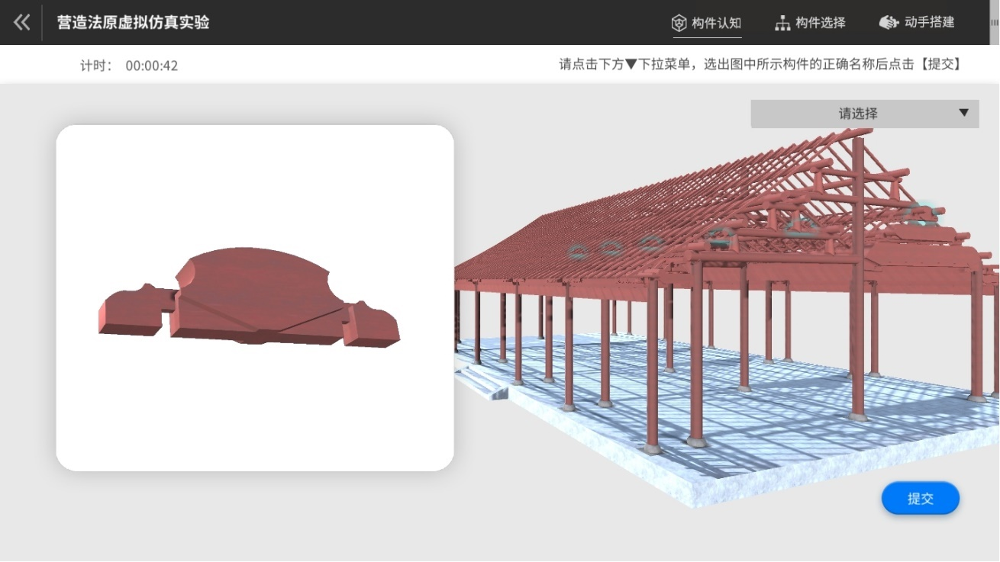 营造法原虚拟仿真实验
构件认知
构件选择
动手搭建
计时： 00:00:42
请点击下方▼下拉菜单，选出图中所示构件的正确名称后点击【提交】
请选择 ▼
提交